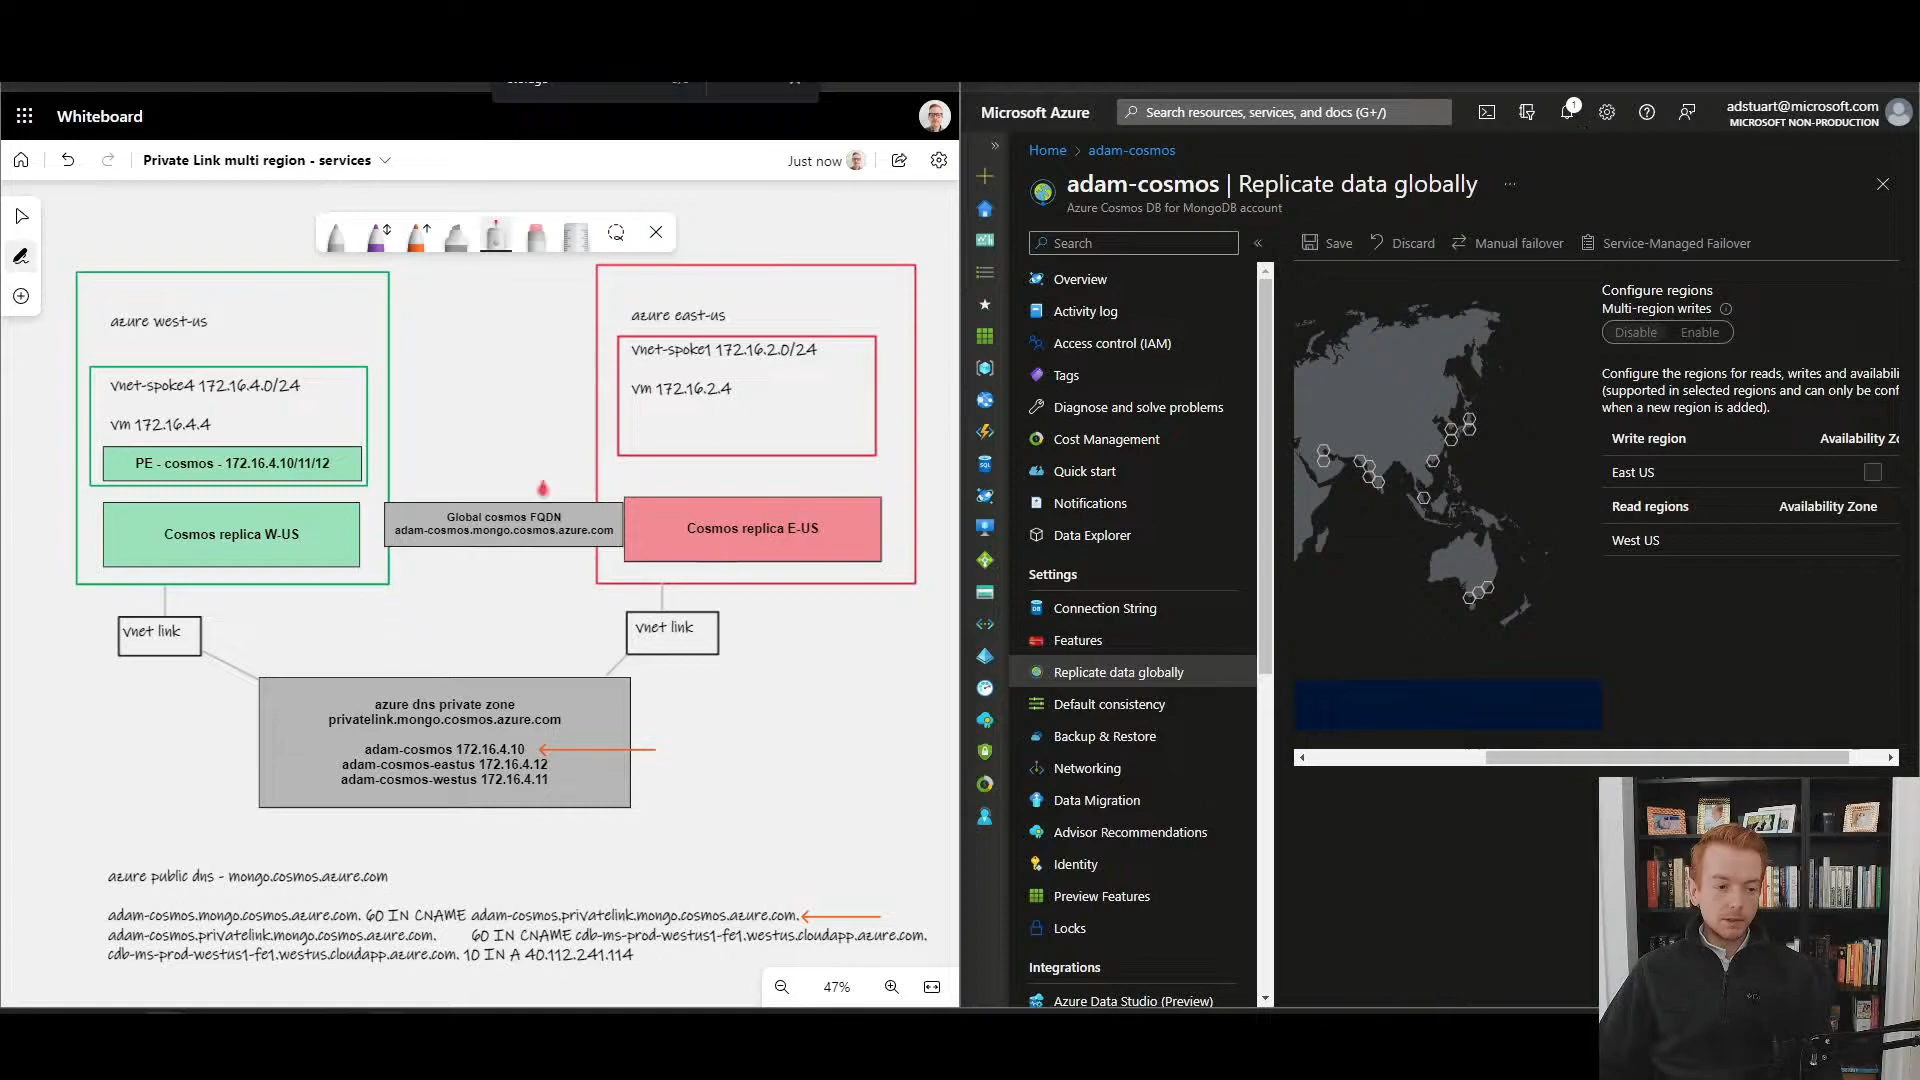 Whiteboard
Private Link multi region - services
Just now
azure west-us
vnet-spoke4 172.16.4.0/24
vm 172.16.4.4
PE - cosmos - 172.16.4.10/11/12
Cosmos replica W-US
azure east-us
vnet-spoke1 172.16.2.0/24
vm 172.16.2.4
Global cosmos FQDN
adam-cosmos.mongo.cosmos.azure.com
Cosmos replica E-US
vnet link
vnet link
azure dns private zone
privatelink.mongo.cosmos.azure.com
adam-cosmos 172.16.4.10
adam-cosmos-eastus 172.16.4.12
adam-cosmos-westus 172.16.4.11
azure public dns - mongo.cosmos.azure.com
adam-cosmos.mongo.cosmos.azure.com. 60 IN CNAME adam-cosmos.privatelink.mongo.cosmos.azure.com.
adam-cosmos.privatelink.mongo.cosmos.azure.com. 60 IN CNAME cdb-ms-prod-westus1-fe1.westus.cloudapp.azure.com.
cdb-ms-prod-westus1-fe1.westus.cloudapp.azure.com. 10 IN A 40.112.241.114
47%
Microsoft Azure
Search resources, services, and docs (G+/)
1
adstuart@microsoft.com
MICROSOFT NON-PRODUCTION
Home > adam-cosmos
adam-cosmos | Replicate data globally ...
Azure Cosmos DB for MongoDB account
Search
Save
Discard
Manual failover
Service-Managed Failover
Overview
Activity log
Access control (IAM)
Tags
Diagnose and solve problems
Cost Management
Quick start
Notifications
Data Explorer
Settings
Connection String
Features
Replicate data globally
Default consistency
Backup & Restore
Networking
Data Migration
Advisor Recommendations
Identity
Preview Features
Locks
Integrations
Azure Data Studio (Preview)
Configure regions
Multi-region writes
Disable Enable
Configure the regions for reads, writes and availabili
(supported in selected regions and can only be conf
when a new region is added).
Write region Availability Zo
East US
Read regions Availability Zone
West US